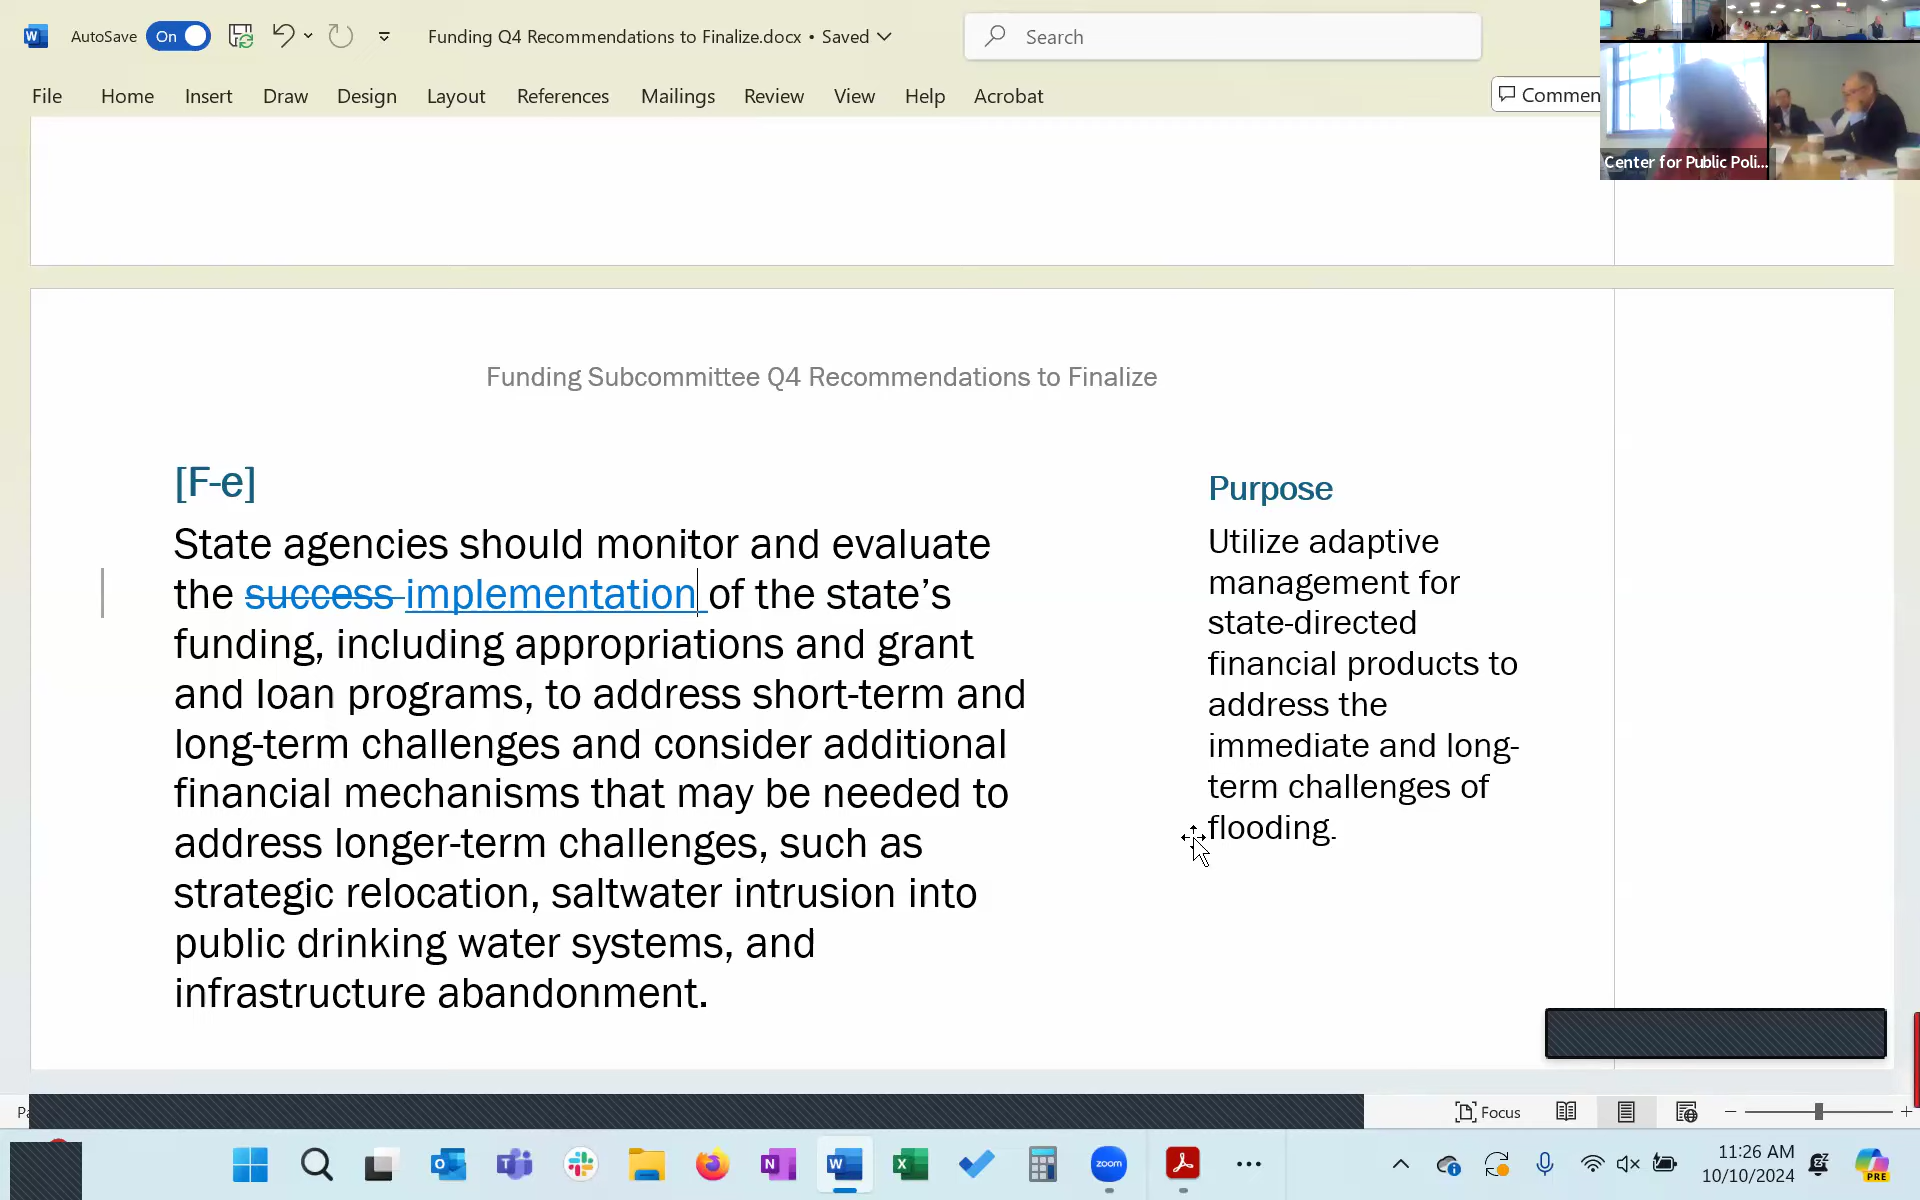 AutoSave On Funding Q4 Recommendations to Finalize.docx • Saved Search
File Home Insert Draw Design Layout References Mailings Review View Help Acrobat Commen
Center for Public Poli...
Funding Subcommittee Q4 Recommendations to Finalize
[F-e]
State agencies should monitor and evaluate
the success implementation of the state’s
funding, including appropriations and grant
and loan programs, to address short-term and
long-term challenges and consider additional
financial mechanisms that may be needed to
address longer-term challenges, such as
strategic relocation, saltwater intrusion into
public drinking water systems, and
infrastructure abandonment.
Purpose
Utilize adaptive
management for
state-directed
financial products to
address the
immediate and long-
term challenges of
flooding.
Focus
zoom
11:26 AM
10/10/2024
PRE